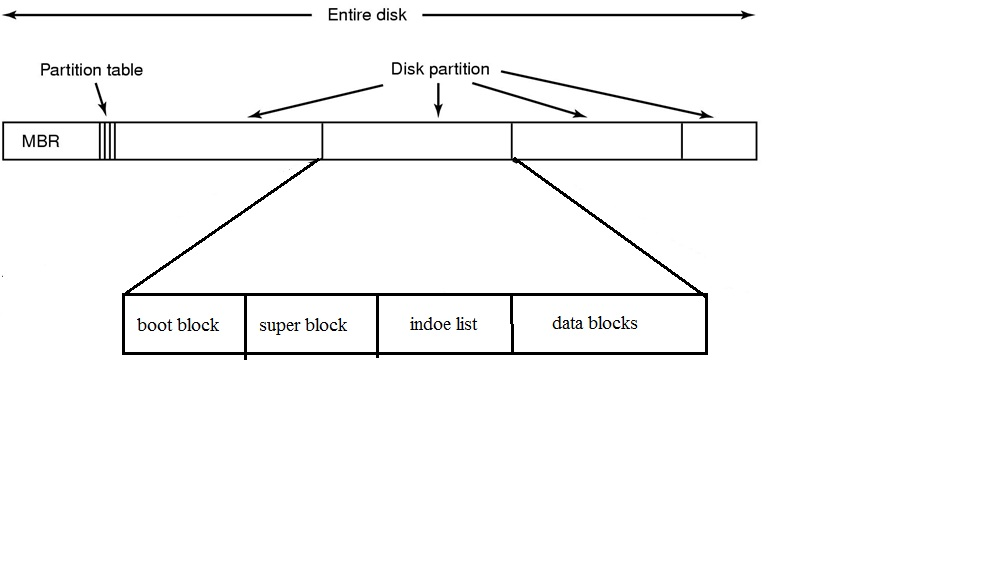 Entire disk
Partition table
Disk partition
MBR
boot block
super block
indoe list
data blocks